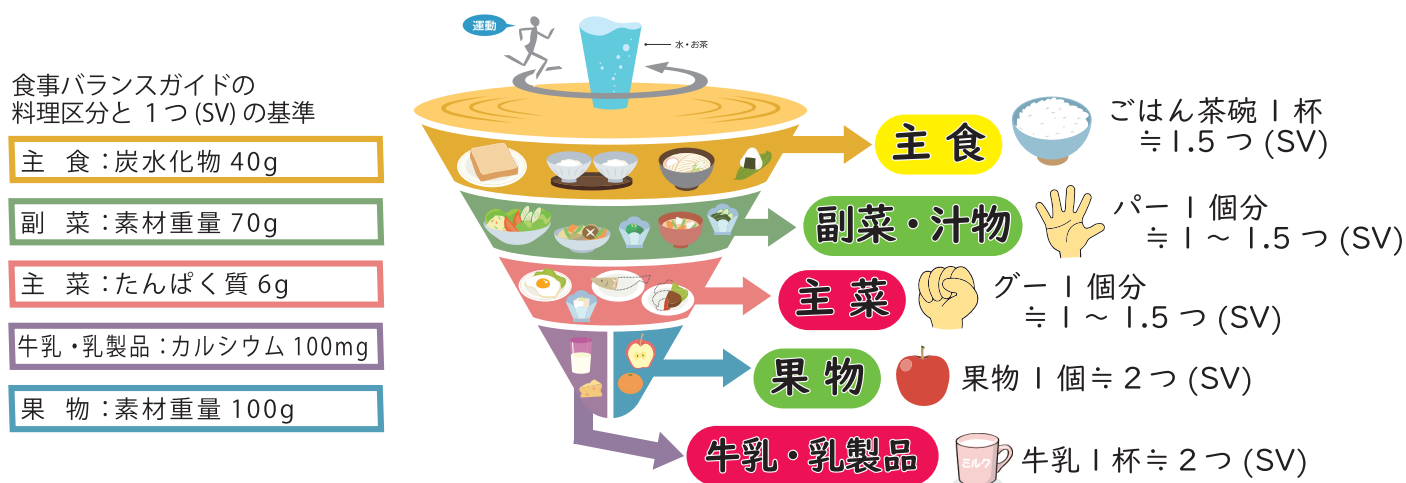 運動
水・お茶
食事バランスガイドの
料理区分と 1つ(SV)の基準
主 食:炭水化物 40g
副 菜:素材重量 70g
主 菜:たんぱく質 6g
牛乳・乳製品:カルシウム 100mg
果 物:素材重量 100g
主食
ごはん茶碗1杯
≒1.5つ(SV)
副菜・汁物
パー1個分
≒1～1.5つ(SV)
主菜
グー1個分
≒1～1.5つ(SV)
果物
果物1個≒2つ(SV)
牛乳・乳製品
ミルク
牛乳1杯≒2つ(SV)